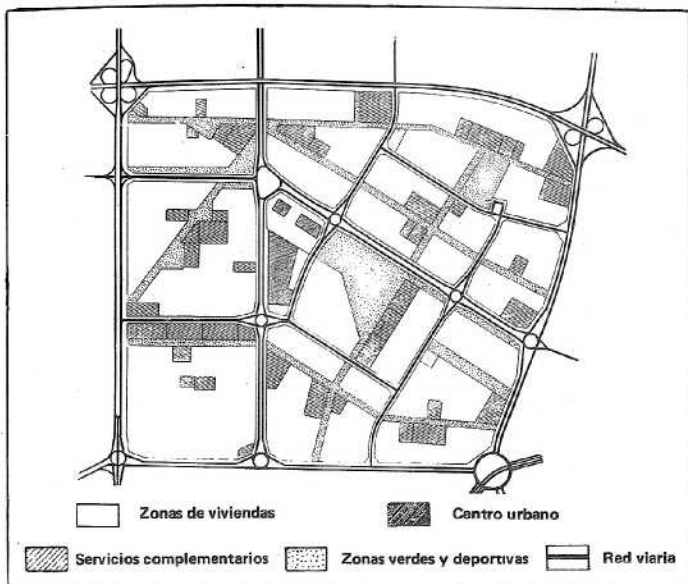 Zonas de viviendas
Centro urbano
Servicios complementarios
Zonas verdes y deportivas
Red viaria